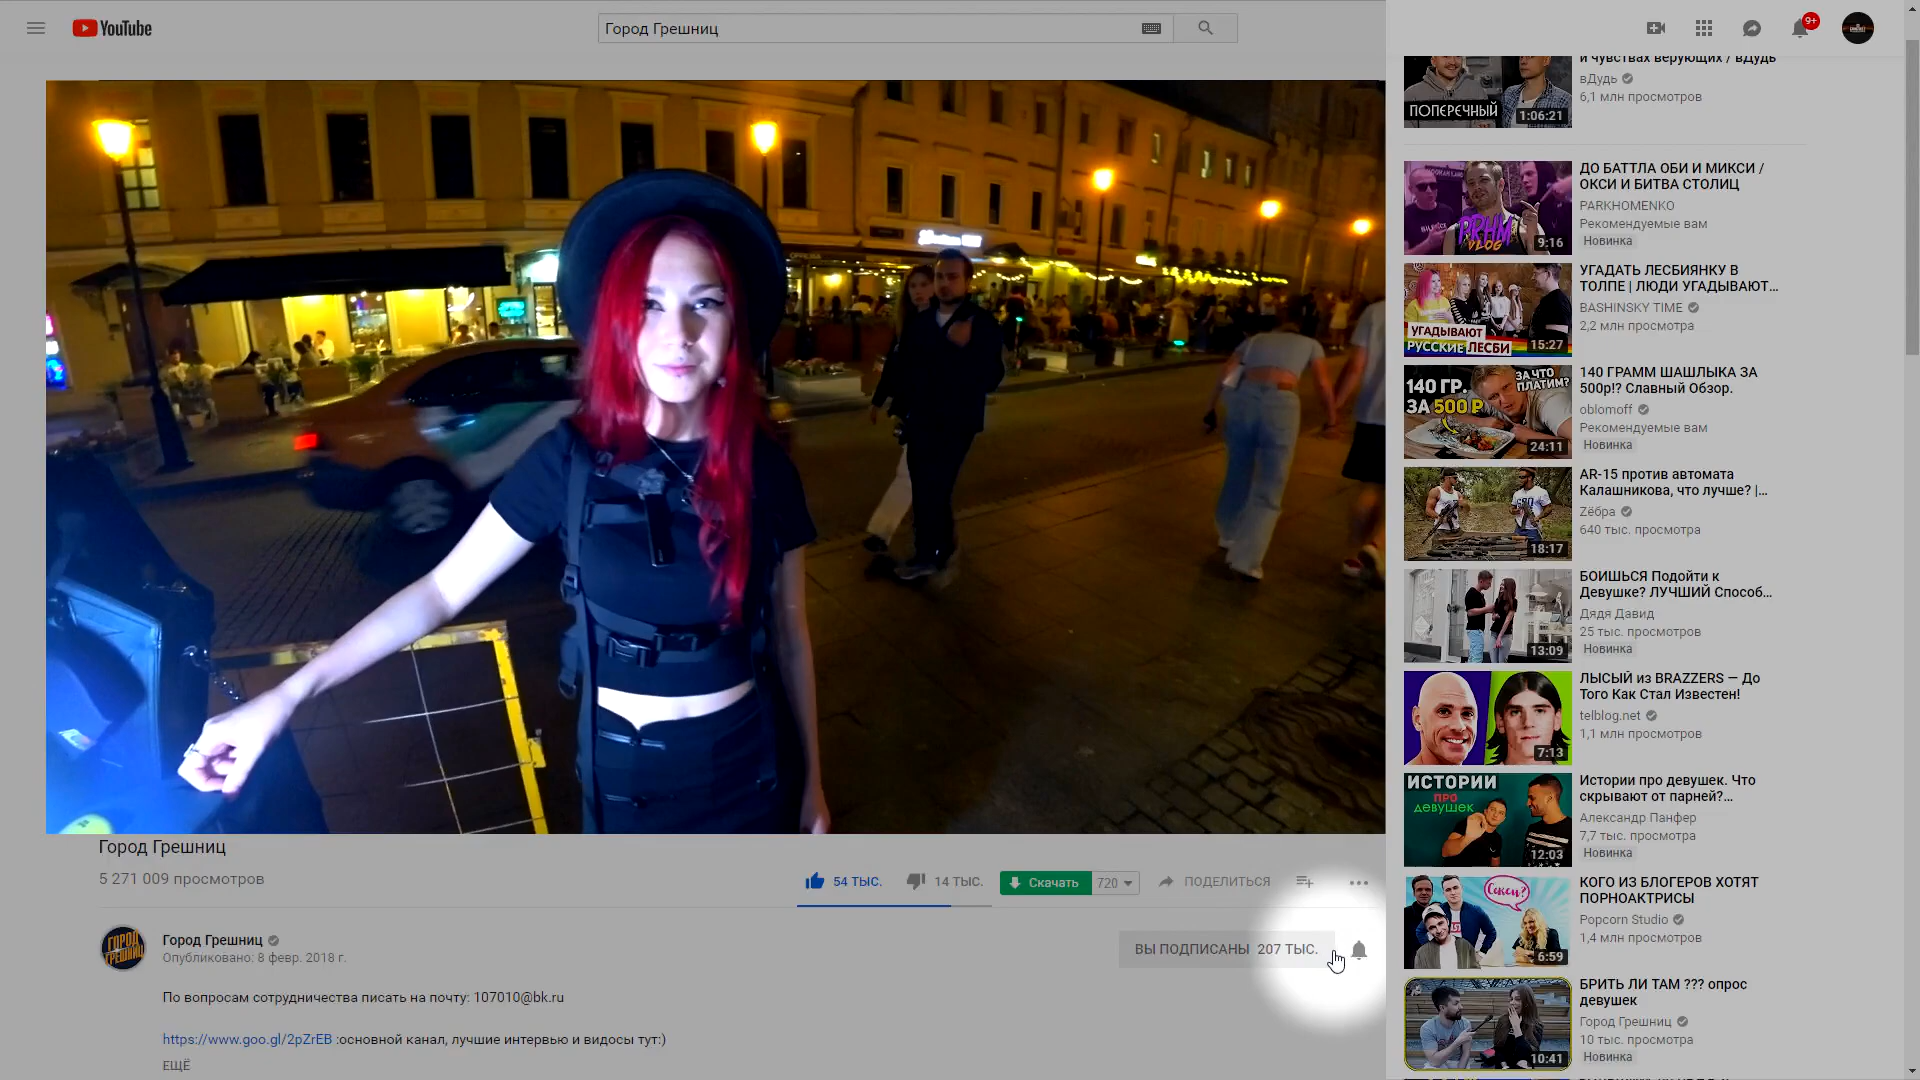 YouTube
Город Грешниц
9+
Город Грешниц
5 271 009 просмотров
54 ТЫС.
14 ТЫС.
Скачать
720
ПОДЕЛИТЬСЯ
ГОРОД ГРЕШНИЦ
Город Грешниц
Опубликовано: 8 февр. 2018 г.
ВЫ ПОДПИСАНЫ 207 ТЫС.
По вопросам сотрудничества писать на почту: 107010@bk.ru
https://www.goo.gl/2pZrEB :основной канал, лучшие интервью и видосы тут:)
ЕЩЁ
ПОПЕРЕЧНЫЙ
1:06:21
и чувствах верующих / вДудь
вДудь
6,1 млн просмотров
PRHM
VLOG
9:16
ДО БАТТЛА ОБИ И МИКСИ /
ОКСИ И БИТВА СТОЛИЦ
PARKHOMENKO
Рекомендуемые вам
Новинка
УГАДЫВАЮТ
РУССКИЕ ЛЕСБИ
15:27
УГАДАТЬ ЛЕСБИЯНКУ В
ТОЛПЕ | ЛЮДИ УГАДЫВАЮТ...
BASHINSKY TIME
2,2 млн просмотра
140 ГР.
ЗА 500 ₽
ЗА ЧТО
ПЛАТИМ?
24:11
140 ГРАММ ШАШЛЫКА ЗА
500р!? Славный Обзор.
oblomoff
Рекомендуемые вам
Новинка
18:17
AR-15 против автомата
Калашникова, что лучше? |...
Zёбра
640 тыс. просмотра
13:09
БОИШЬСЯ Подойти к
Девушке? ЛУЧШИЙ Способ...
Дядя Давид
25 тыс. просмотров
Новинка
7:13
ЛЫСЫЙ из BRAZZERS — До
Того Как Стал Известен!
telblog.net
1,1 млн просмотров
ИСТОРИИ
ПРО
девушек
12:03
Истории про девушек. Что
скрывают от парней?...
Александр Панфер
7,7 тыс. просмотра
Новинка
Сокси?
6:59
КОГО ИЗ БЛОГЕРОВ ХОТЯТ
ПОРНОАКТРИСЫ
Popcorn Studio
1,4 млн просмотров
10:41
БРИТЬ ЛИ ТАМ ??? опрос
девушек
Город Грешниц
10 тыс. просмотра
Новинка